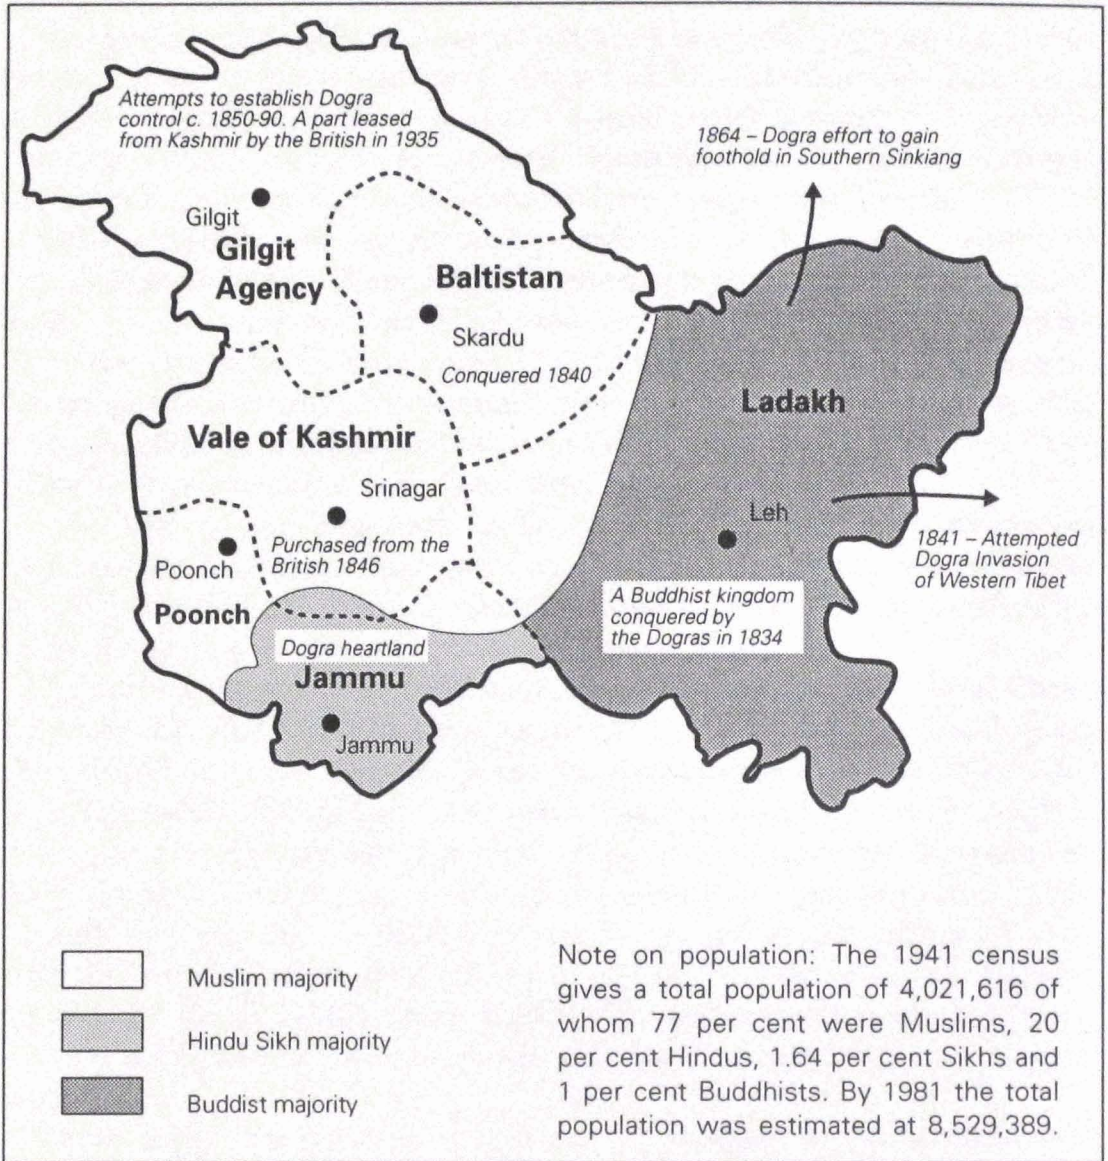 Attempts to establish Dogra
control c. 1850-90. A part leased
from Kashmir by the British in 1935
1864 – Dogra effort to gain
foothold in Southern Sinkiang
Gilgit
Gilgit
Agency
Baltistan
Skardu
Conquered 1840
Ladakh
Vale of Kashmir
Srinagar
Leh
Purchased from the
British 1846
1841 – Attempted
Dogra Invasion
of Western Tibet
Poonch
Poonch
A Buddhist kingdom
conquered by
the Dogras in 1834
Dogra heartland
Jammu
Jammu
Muslim majority
Hindu Sikh majority
Buddist majority
Note on population: The 1941 census
gives a total population of 4,021,616 of
whom 77 per cent were Muslims, 20
per cent Hindus, 1.64 per cent Sikhs and
1 per cent Buddhists. By 1981 the total
population was estimated at 8,529,389.